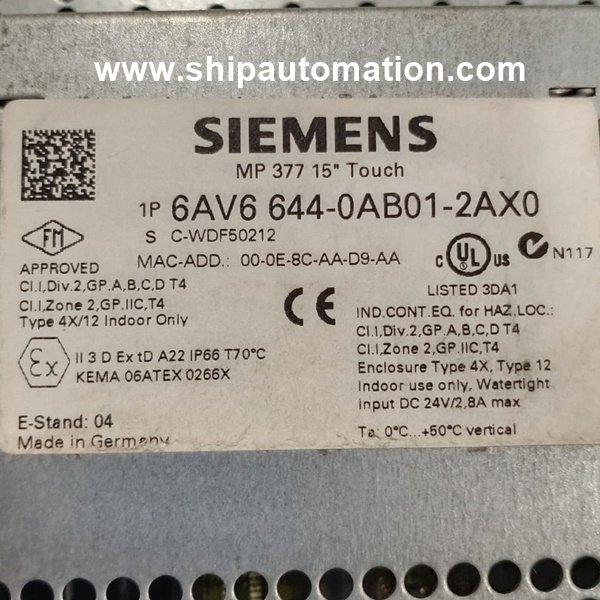 www.shipautomation.com
SIEMENS
MP 377 15" Touch
1P 6AV6 644-0AB01-2AX0
S C-WDF50212
MAC-ADD.: 00-0E-8C-AA-D9-AA
FM
APPROVED
Cl.I,Div.2,GP.A,B,C,D T4
Cl.I,Zone 2,GP.IIC,T4
Type 4X/12 Indoor Only
CE
C UL US
N117
LISTED 3DA1
IND.CONT.EQ. for HAZ.LOC.:
Cl.I,Div.2,GP.A,B,C,D T4
Cl.I,Zone 2,GP.IIC,T4
Enclosure Type 4X, Type 12
Indoor use only, Watertight
Input DC 24V/2,8A max
Ex
II 3 D Ex tD A22 IP66 T70°C
KEMA 06ATEX 0266X
E-Stand: 04
Made in Germany
Ta: 0°C...+50°C vertical